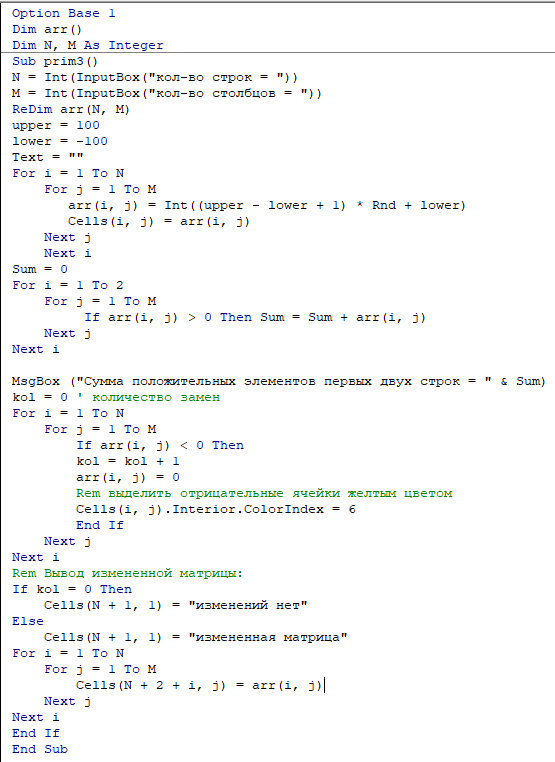 Option Base 1
Dim arr()
Dim N, M As Integer
Sub prim3()
N = Int(InputBox("кол-во строк = "))
M = Int(InputBox("кол-во столбцов = "))
ReDim arr(N, M)
upper = 100
lower = -100
Text = ""
For i = 1 To N
    For j = 1 To M
       arr(i, j) = Int((upper - lower + 1) * Rnd + lower)
       Cells(i, j) = arr(i, j)
    Next j
    Next i
Sum = 0
For i = 1 To 2
    For j = 1 To M
         If arr(i, j) > 0 Then Sum = Sum + arr(i, j)
    Next j
Next i

MsgBox ("Сумма положительных элементов первых двух строк = " & Sum)
kol = 0 ' количество замен
For i = 1 To N
    For j = 1 To M
        If arr(i, j) < 0 Then
        kol = kol + 1
        arr(i, j) = 0
        Rem выделить отрицательные ячейки желтым цветом
        Cells(i, j).Interior.ColorIndex = 6
        End If
    Next j
Next i
Rem Вывод измененной матрицы:
If kol = 0 Then
    Cells(N + 1, 1) = "изменений нет"
Else
    Cells(N + 1, 1) = "измененная матрица"
For i = 1 To N
    For j = 1 To M
        Cells(N + 2 + i, j) = arr(i, j)
    Next j
Next i
End If
End Sub